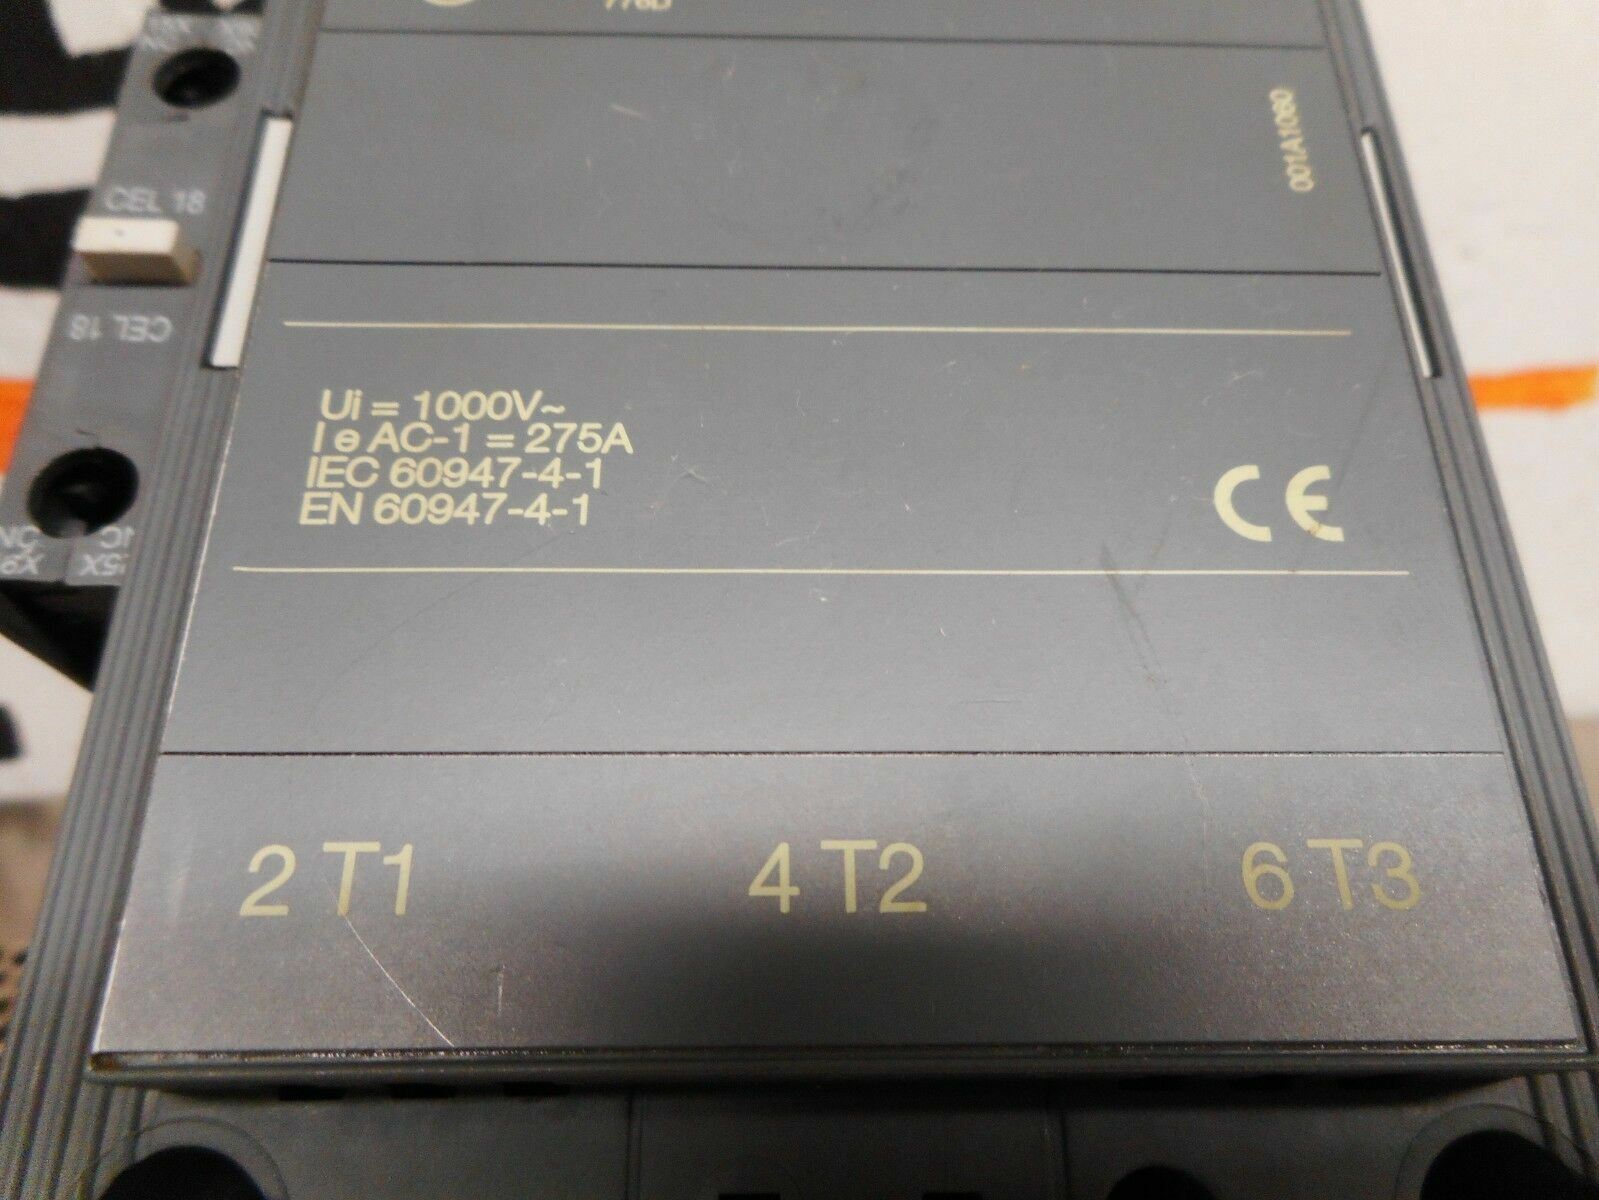 001A1060
CEL 18
CEL 18
Ui = 1000V~
I e AC-1 = 275A
IEC 60947-4-1
EN 60947-4-1
CE
2 T1
4 T2
6 T3